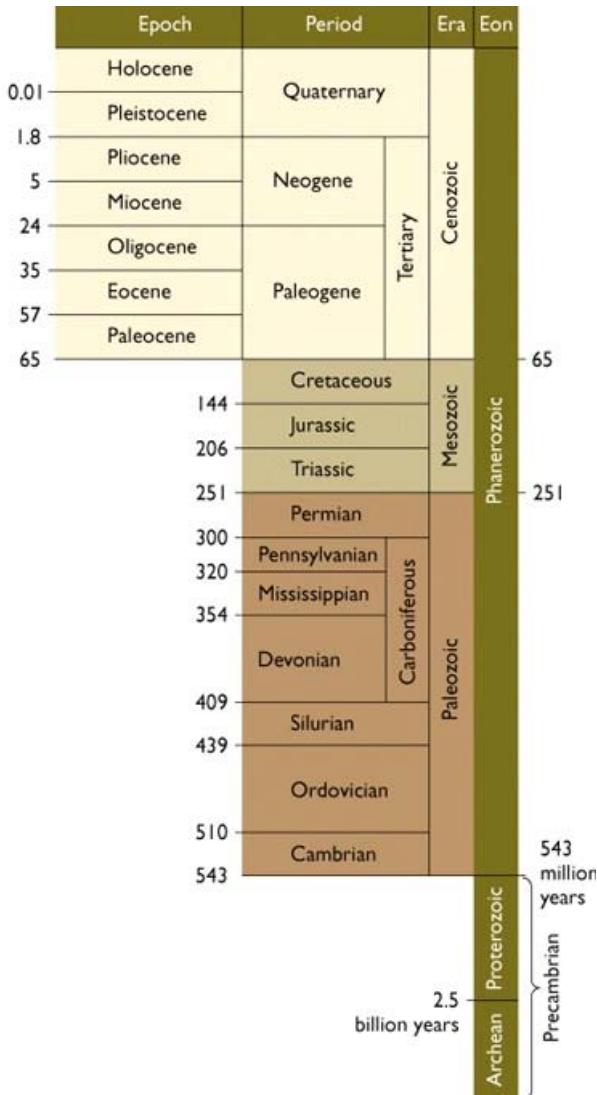 Epoch Period Era Eon
Holocene
0.01
Quaternary
Pleistocene
1.8
Pliocene
5
Neogene
Miocene
24
Oligocene
35
Eocene
Paleogene
57
Paleocene
65
Tertiary
Cenozoic
65
Cretaceous
144
Jurassic
206
Triassic
251
Mesozoic
251
Permian
300
Pennsylvanian
320
Mississippian
354
Devonian
409
Carboniferous
Silurian
439
Ordovician
510
Cambrian
543
Paleozoic
Phanerozoic
543
million
years
Proterozoic
2.5
billion years
Archean
Precambrian